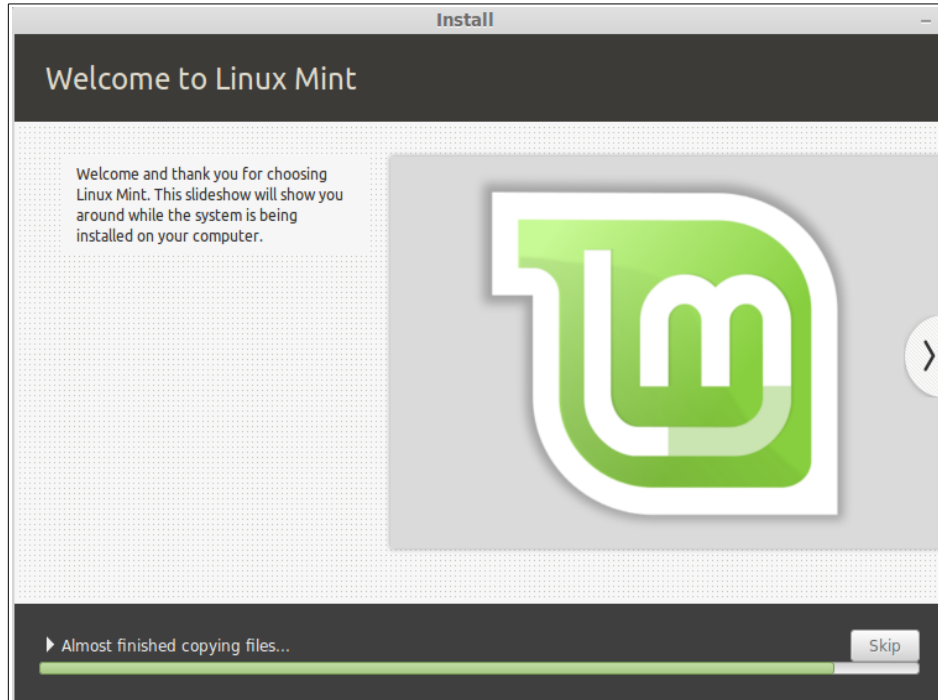 Install
Welcome to Linux Mint
Welcome and thank you for choosing
Linux Mint. This slideshow will show you
around while the system is being
installed on your computer.
lm
Almost finished copying files...
Skip